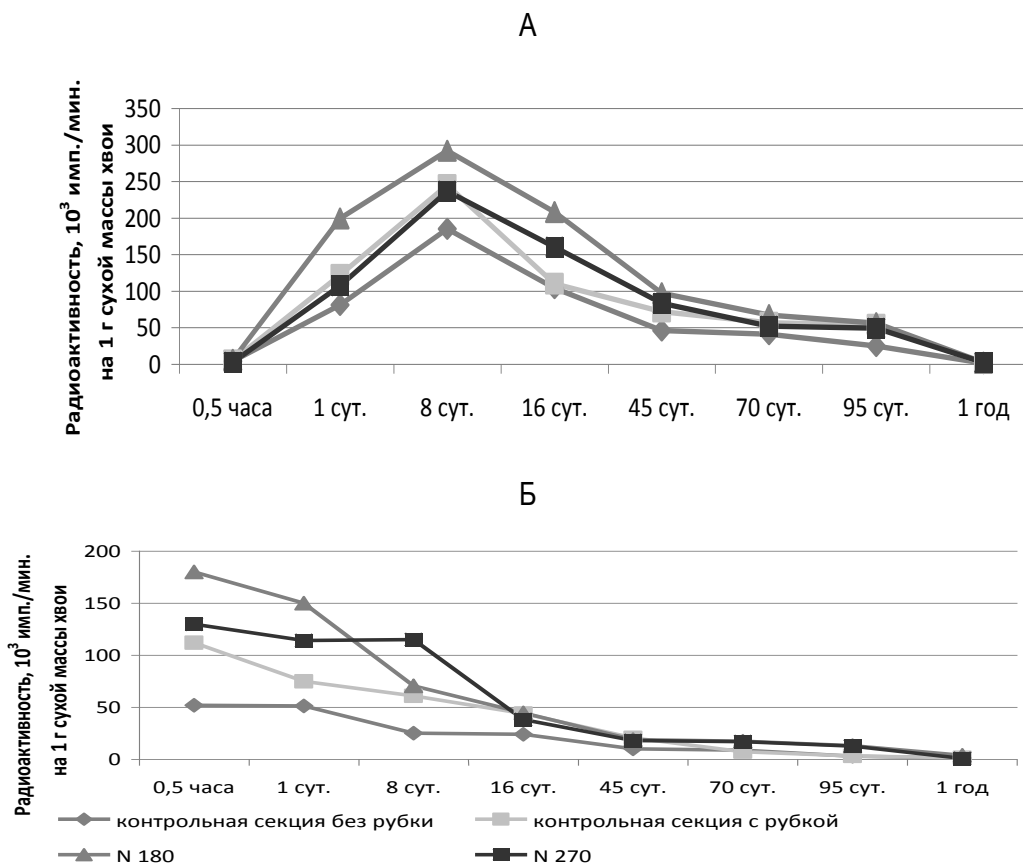 А
Радиоактивность, 10³ имп./мин.
на 1 г сухой массы хвои
350
300
250
200
150
100
50
0
0,5 часа 1 сут. 8 сут. 16 сут. 45 сут. 70 сут. 95 сут. 1 год
Б
Радиоактивность, 10³ имп./мин.
на 1 г сухой массы хвои
200
150
100
50
0
0,5 часа 1 сут. 8 сут. 16 сут. 45 сут. 70 сут. 95 сут. 1 год
контрольная секция без рубки контрольная секция с рубкой
N 180 N 270